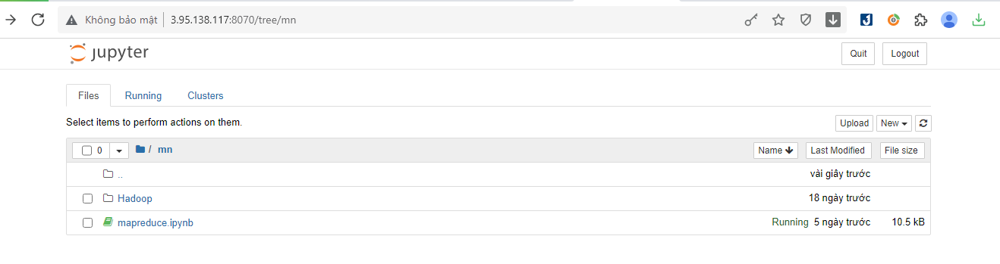 Không bảo mật 3.95.138.117:8070/tree/mn
jupyter Quit Logout
Files Running Clusters
Select items to perform actions on them. Upload New
0 / mn Name Last Modified File size
.. vài giây trước
Hadoop 18 ngày trước
mapreduce.ipynb Running 5 ngày trước 10.5 kB